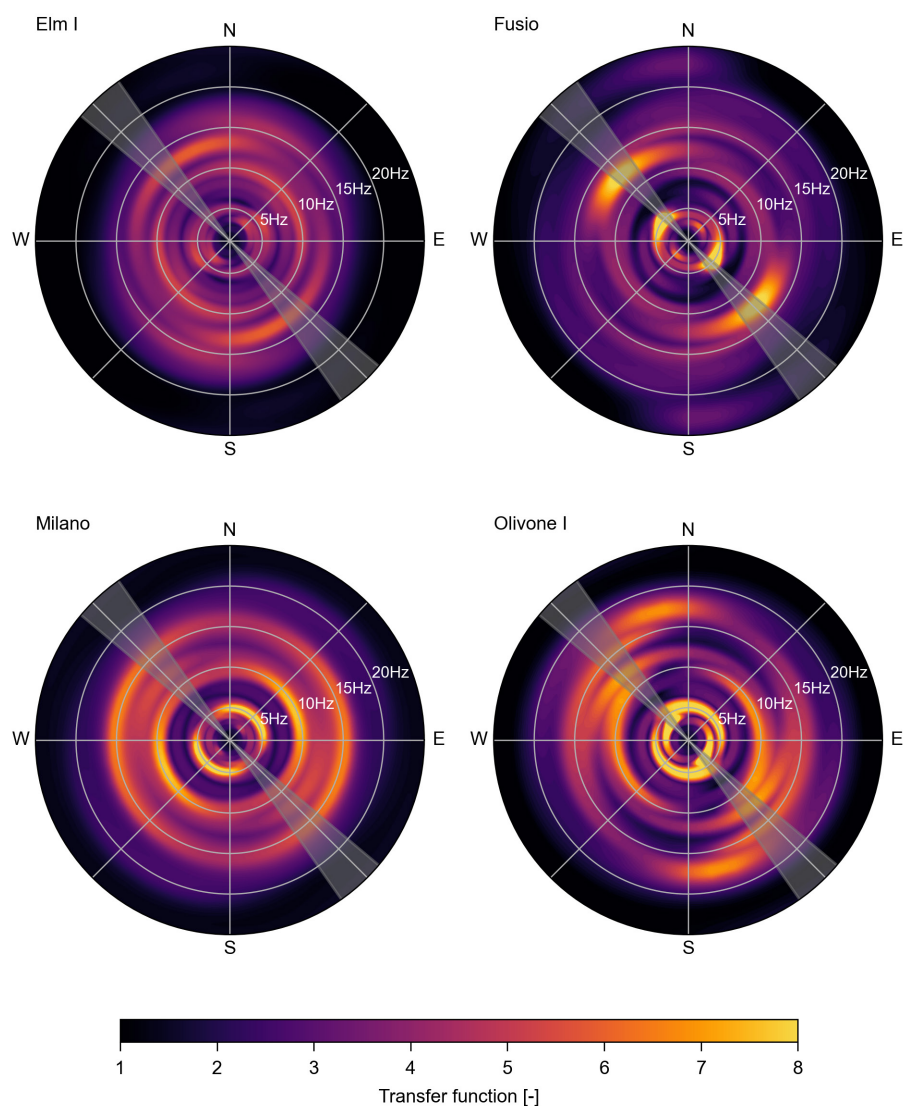 Elm I
N
W
E
S
5Hz
10Hz
15Hz
20Hz
Fusio
N
W
E
S
5Hz
10Hz
15Hz
20Hz
Milano
N
W
E
S
5Hz
10Hz
15Hz
20Hz
Olivone I
N
W
E
S
5Hz
10Hz
15Hz
20Hz
1 2 3 4 5 6 7 8
Transfer function [-]